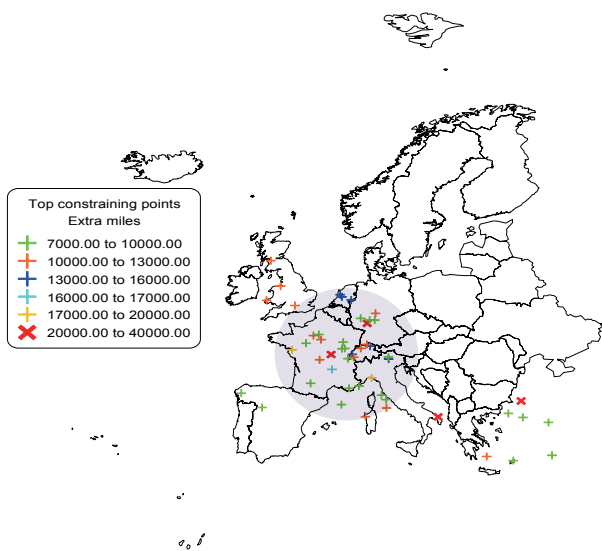 Top constraining points
Extra miles
7000.00 to 10000.00
10000.00 to 13000.00
13000.00 to 16000.00
16000.00 to 17000.00
17000.00 to 20000.00
20000.00 to 40000.00